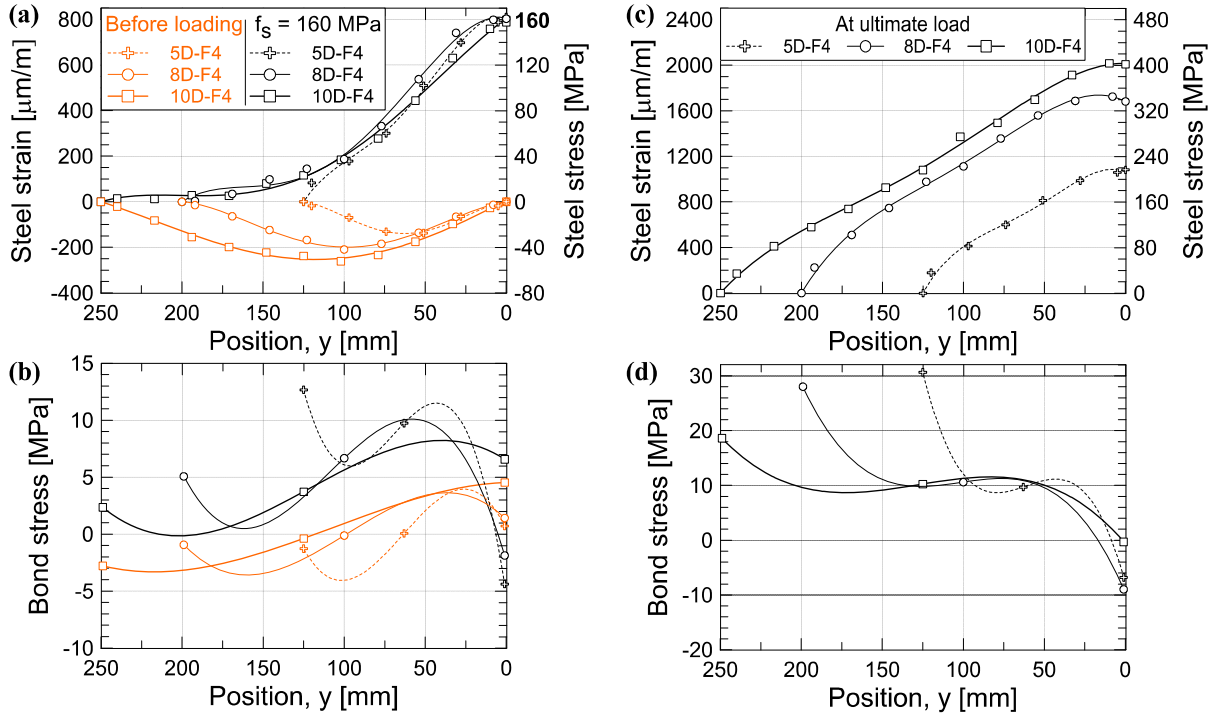 (a)
Before loading
f_s = 160 MPa
5D-F4
5D-F4
8D-F4
8D-F4
10D-F4
10D-F4
Steel strain [μm/m]
800
600
400
200
0
-200
-400
160
120
80
40
0
-40
-80
Steel stress [MPa]
250
200
150
100
50
0
Position, y [mm]
(c)
At ultimate load
5D-F4
8D-F4
10D-F4
Steel strain [μm/m]
2400
2000
1600
1200
800
400
0
480
400
320
240
160
80
0
Steel stress [MPa]
250
200
150
100
50
0
Position, y [mm]
(b)
Bond stress [MPa]
15
10
5
0
-5
-10
250
200
150
100
50
0
Position, y [mm]
(d)
Bond stress [MPa]
30
20
10
0
-10
-20
250
200
150
100
50
0
Position, y [mm]